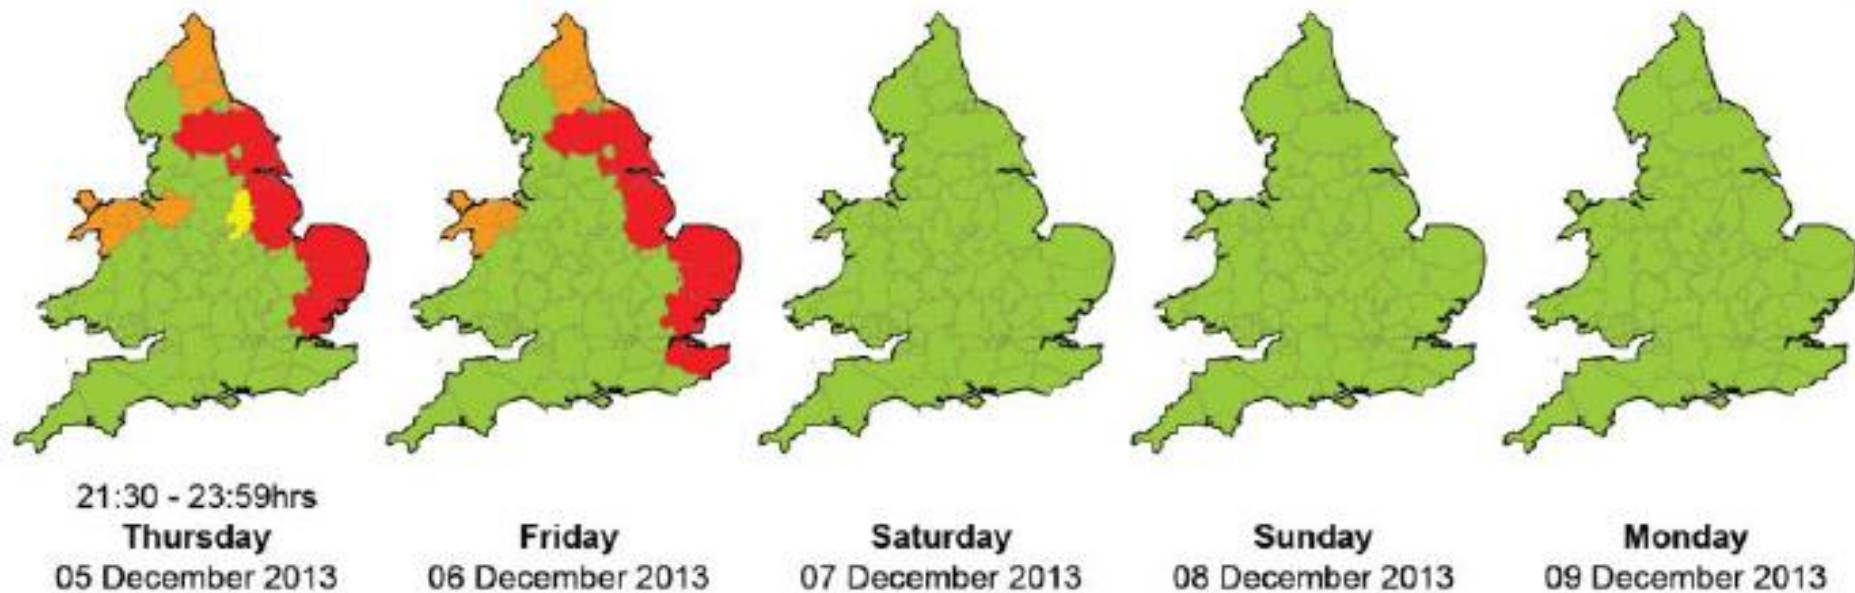 21:30 - 23:59hrs
Thursday
05 December 2013
Friday
06 December 2013
Saturday
07 December 2013
Sunday
08 December 2013
Monday
09 December 2013